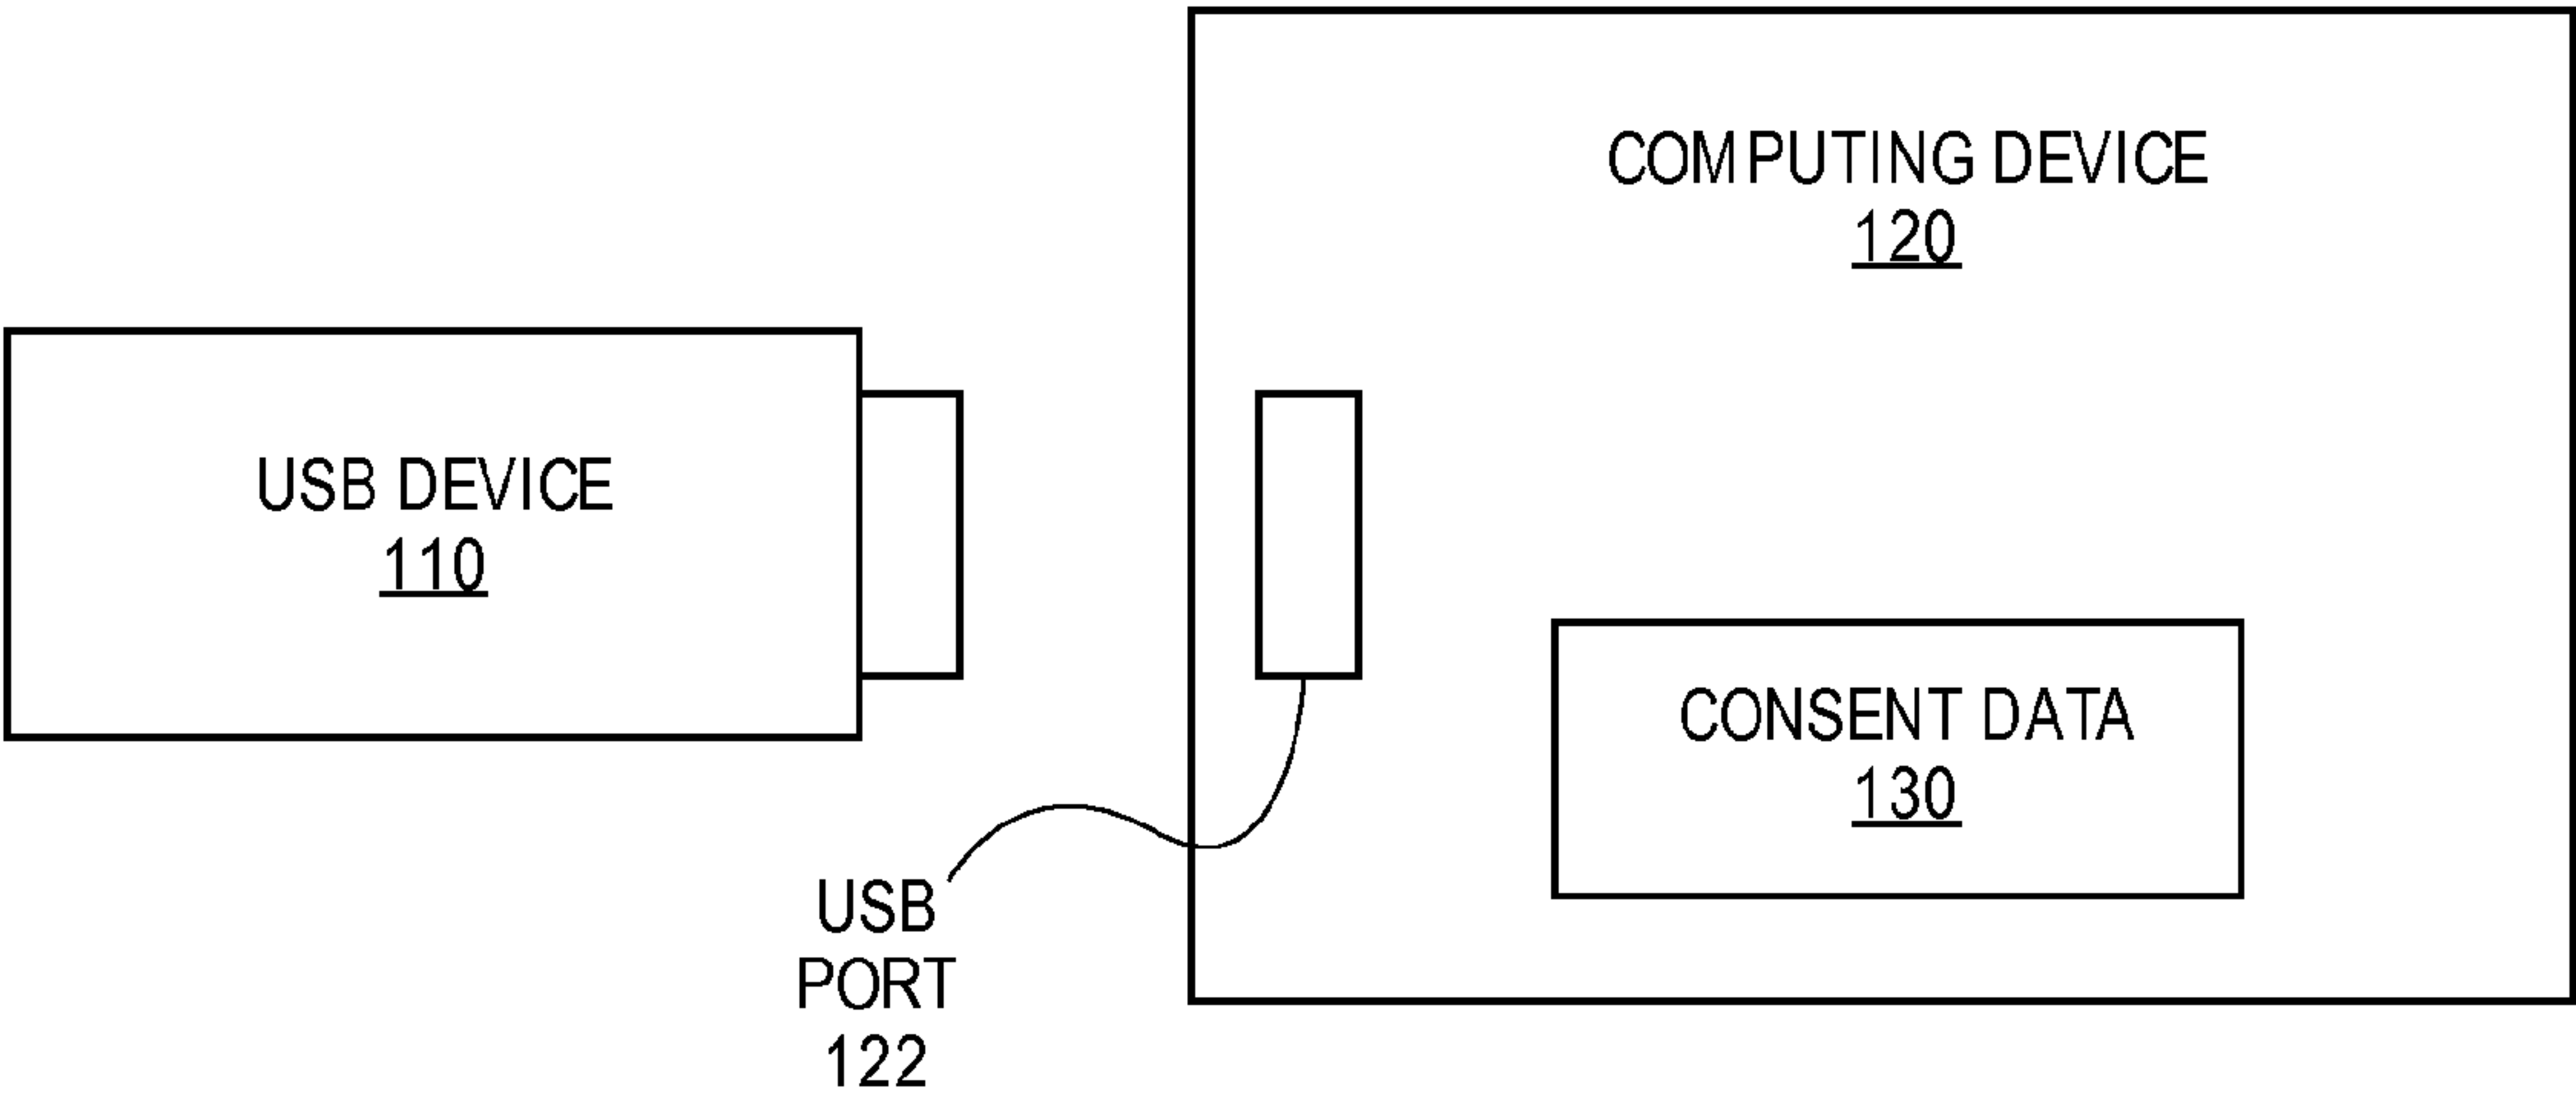 COMPUTING DEVICE
120
USB DEVICE
110
CONSENT DATA
130
USB
PORT
122